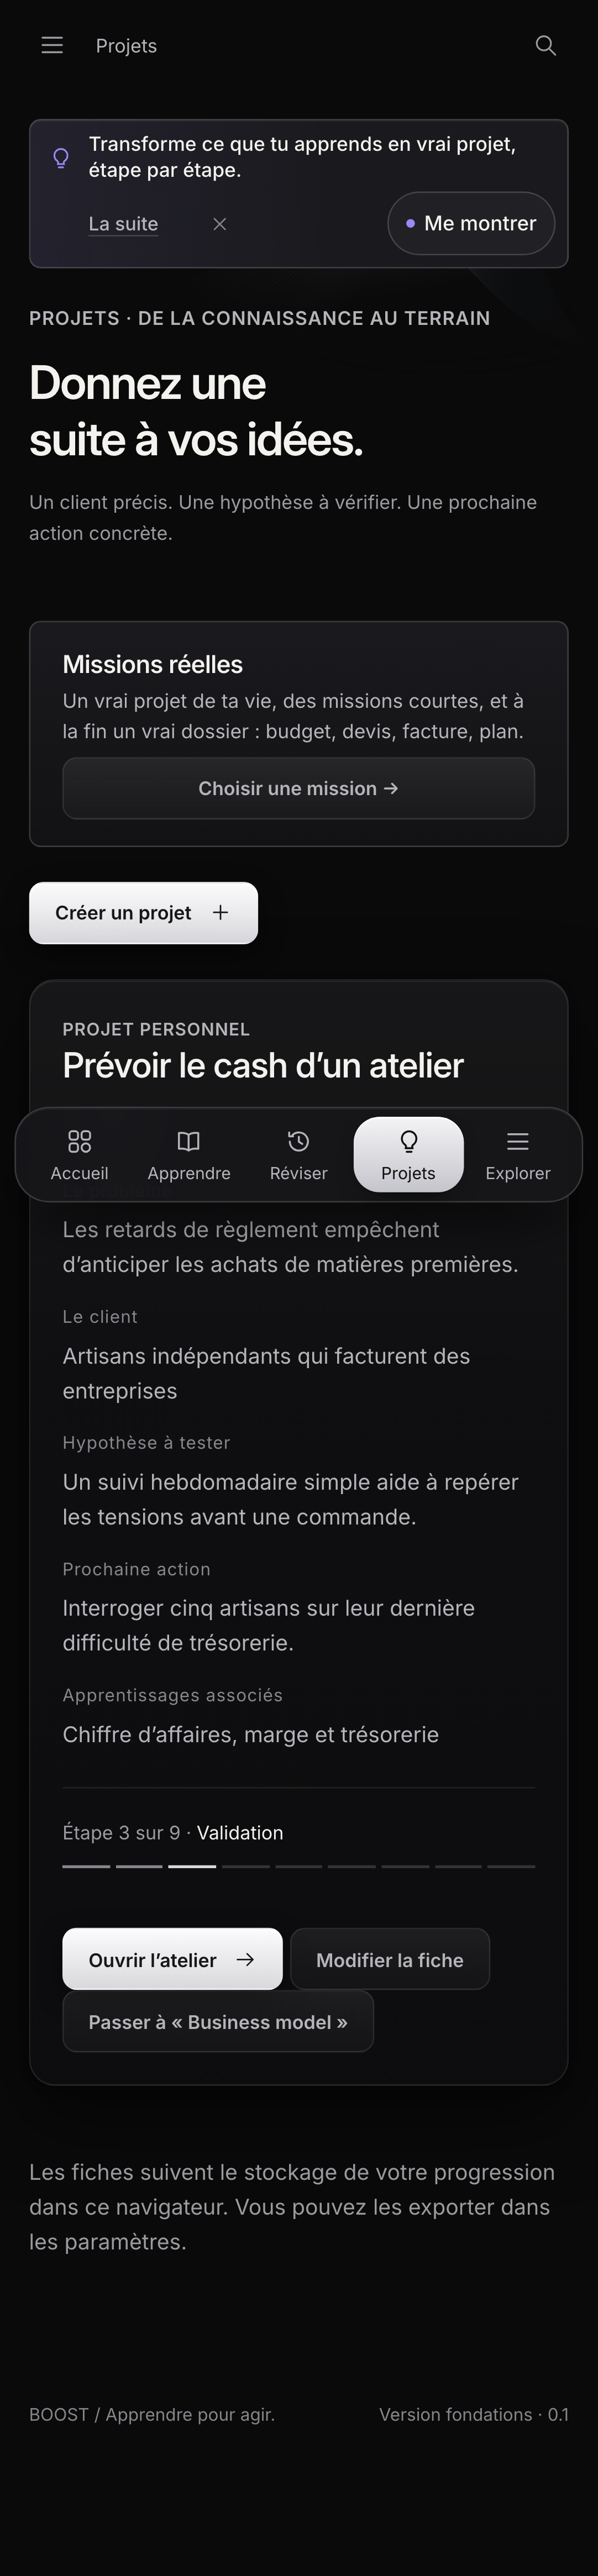 Projets
Transforme ce que tu apprends en vrai projet,
étape par étape.
La suite
Me montrer
PROJETS · DE LA CONNAISSANCE AU TERRAIN
Donnez une
suite à vos idées.
Un client précis. Une hypothèse à vérifier. Une prochaine
action concrète.
Missions réelles
Un vrai projet de ta vie, des missions courtes, et à
la fin un vrai dossier : budget, devis, facture, plan.
Choisir une mission →
Créer un projet +
PROJET PERSONNEL
Prévoir le cash d’un atelier
Accueil
Apprendre
Réviser
Projets
Explorer
Les retards de règlement empêchent
d’anticiper les achats de matières premières.
Le client
Artisans indépendants qui facturent des
entreprises
Hypothèse à tester
Un suivi hebdomadaire simple aide à repérer
les tensions avant une commande.
Prochaine action
Interroger cinq artisans sur leur dernière
difficulté de trésorerie.
Apprentissages associés
Chiffre d’affaires, marge et trésorerie
Étape 3 sur 9 · Validation
Ouvrir l’atelier →
Modifier la fiche
Passer à « Business model »
Les fiches suivent le stockage de votre progression
dans ce navigateur. Vous pouvez les exporter dans
les paramètres.
BOOST / Apprendre pour agir.
Version fondations · 0.1